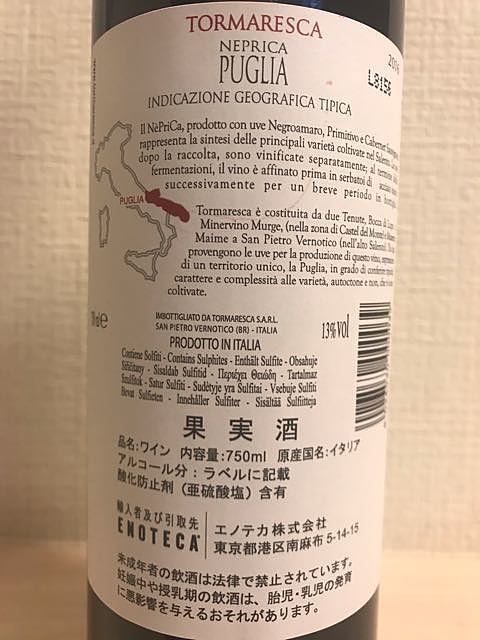 TORMARESCA
NEPRICA
PUGLIA
2016
L8156
INDICAZIONE GEOGRAFICA TIPICA
Il NèPriCa, prodotto con uve Negroamaro, Primitivo e Cabernet
rappresenta la sintesi delle principali varietà coltivate nel
dopo la raccolta, sono vinificate separatamente; al
fermentazioni, il vino è affinato prima in serbatoi di acciaio
successivamente per un breve periodo in
PUGLIA
Tormaresca è costituita da due Tenute, Bocca di
Minervino Murge, (nella zona di Castel del Monte) e
Maime a San Pietro Vernotico (nell'alto Salento).
provengono le uve per la produzione di questo vino,
di un territorio unico, la Puglia, in grado di conferire
carattere e complessità alle varietà, autoctone e non, che
coltivate.
IMBOTTIGLIATO DA TORMARESCA S.A.R.L.
SAN PIETRO VERNOTICO (BR) - ITALIA
13% vol
PRODOTTO IN ITALIA
Contiene Solfiti - Contains Sulphites - Enthält Sulfite - Obsahuje
Siřičitany - Sisaldab Sulfitid - Περιέχει Θειώδη - Tartalmaz
Szulfitok - Satur Sulfiti - Sudėtyje yra Sulfitai - Vsebuje Sulfiti
Bevat Sulfieten - Innehåller Sulfiter - Sisältää Sulfiitteja
果実酒
品名:ワイン 内容量:750ml 原産国名:イタリア
アルコール分:ラベルに記載
酸化防止剤(亜硫酸塩)含有
輸入者及び引取先
ENOTECA
エノテカ株式会社
東京都港区南麻布5-14-15
未成年者の飲酒は法律で禁止されています。
妊娠中や授乳期の飲酒は、胎児・乳児の発育
に悪影響を与えるおそれがあります。